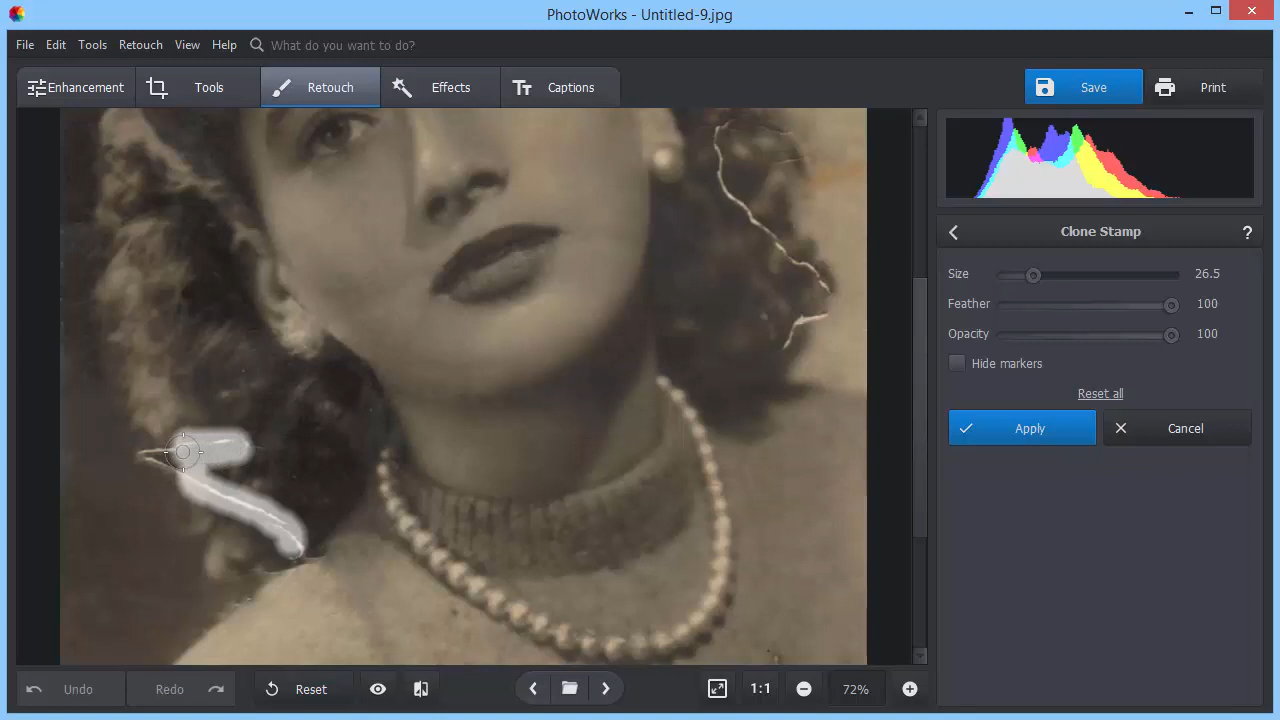 PhotoWorks - Untitled-9.jpg
File Edit Tools Retouch View Help What do you want to do?
Enhancement Tools Retouch Effects Captions Save Print
Clone Stamp ?
Size 26.5
Feather 100
Opacity 100
Hide markers
Reset all
Apply Cancel
Undo Redo Reset 1:1 72%